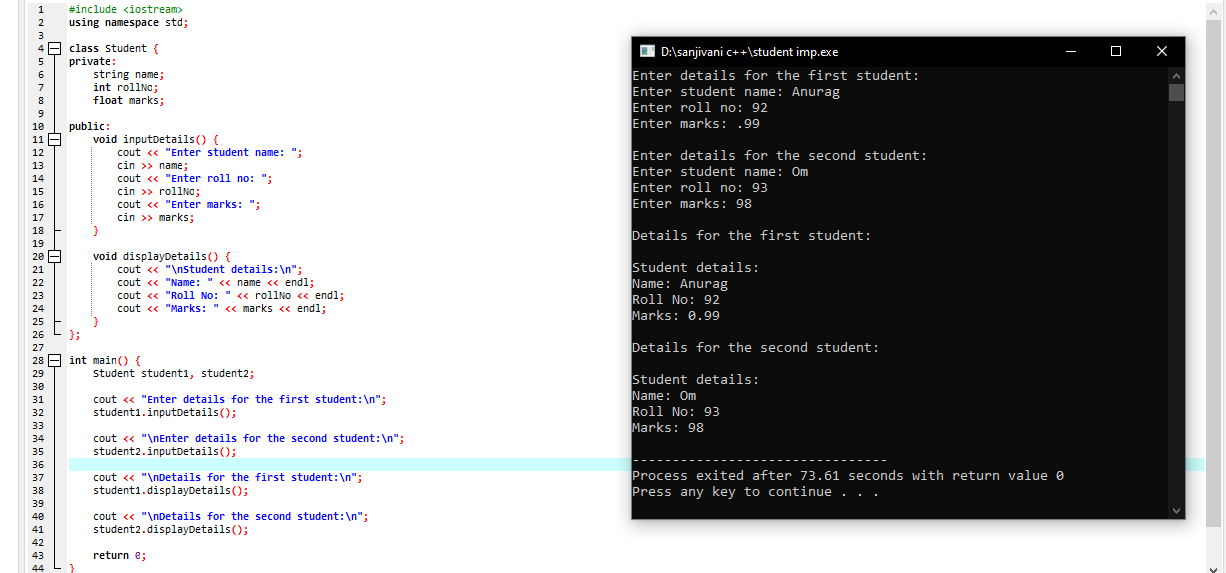 1 #include <iostream>
2 using namespace std;
3
4 class Student {
5 private:
6     string name;
7     int rollNo;
8     float marks;
9
10 public:
11     void inputDetails() {
12         cout << "Enter student name: ";
13         cin >> name;
14         cout << "Enter roll no: ";
15         cin >> rollNo;
16         cout << "Enter marks: ";
17         cin >> marks;
18     }
19
20     void displayDetails() {
21         cout << "\nStudent details:\n";
22         cout << "Name: " << name << endl;
23         cout << "Roll No: " << rollNo << endl;
24         cout << "Marks: " << marks << endl;
25     }
26 };
27
28 int main() {
29     Student student1, student2;
30
31     cout << "Enter details for the first student:\n";
32     student1.inputDetails();
33
34     cout << "\nEnter details for the second student:\n";
35     student2.inputDetails();
36
37     cout << "\nDetails for the first student:\n";
38     student1.displayDetails();
39
40     cout << "\nDetails for the second student:\n";
41     student2.displayDetails();
42
43     return 0;
44 }
D:\sanjivani c++\student imp.exe
Enter details for the first student:
Enter student name: Anurag
Enter roll no: 92
Enter marks: .99

Enter details for the second student:
Enter student name: Om
Enter roll no: 93
Enter marks: 98

Details for the first student:

Student details:
Name: Anurag
Roll No: 92
Marks: 0.99

Details for the second student:

Student details:
Name: Om
Roll No: 93
Marks: 98

--------------------------------
Process exited after 73.61 seconds with return value 0
Press any key to continue . . .